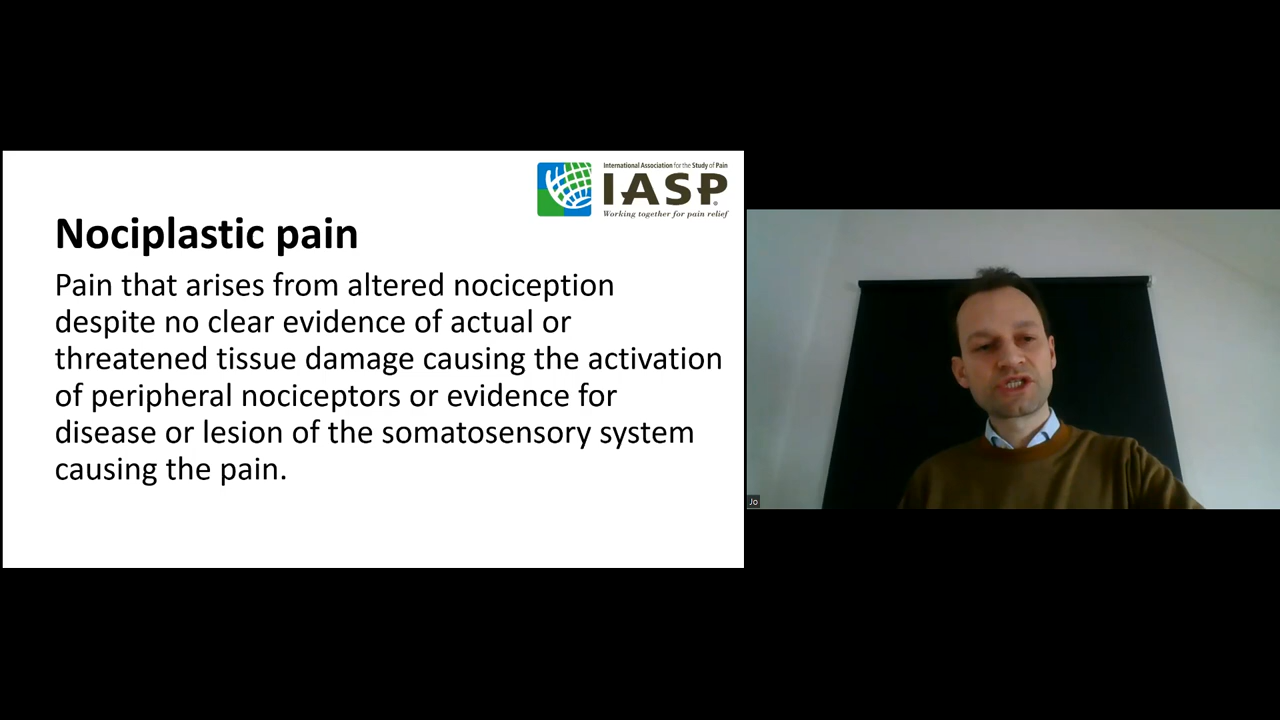 International Association for the Study of Pain
IASP®
Working together for pain relief
Nociplastic pain
Pain that arises from altered nociception
despite no clear evidence of actual or
threatened tissue damage causing the activation
of peripheral nociceptors or evidence for
disease or lesion of the somatosensory system
causing the pain.
Jo